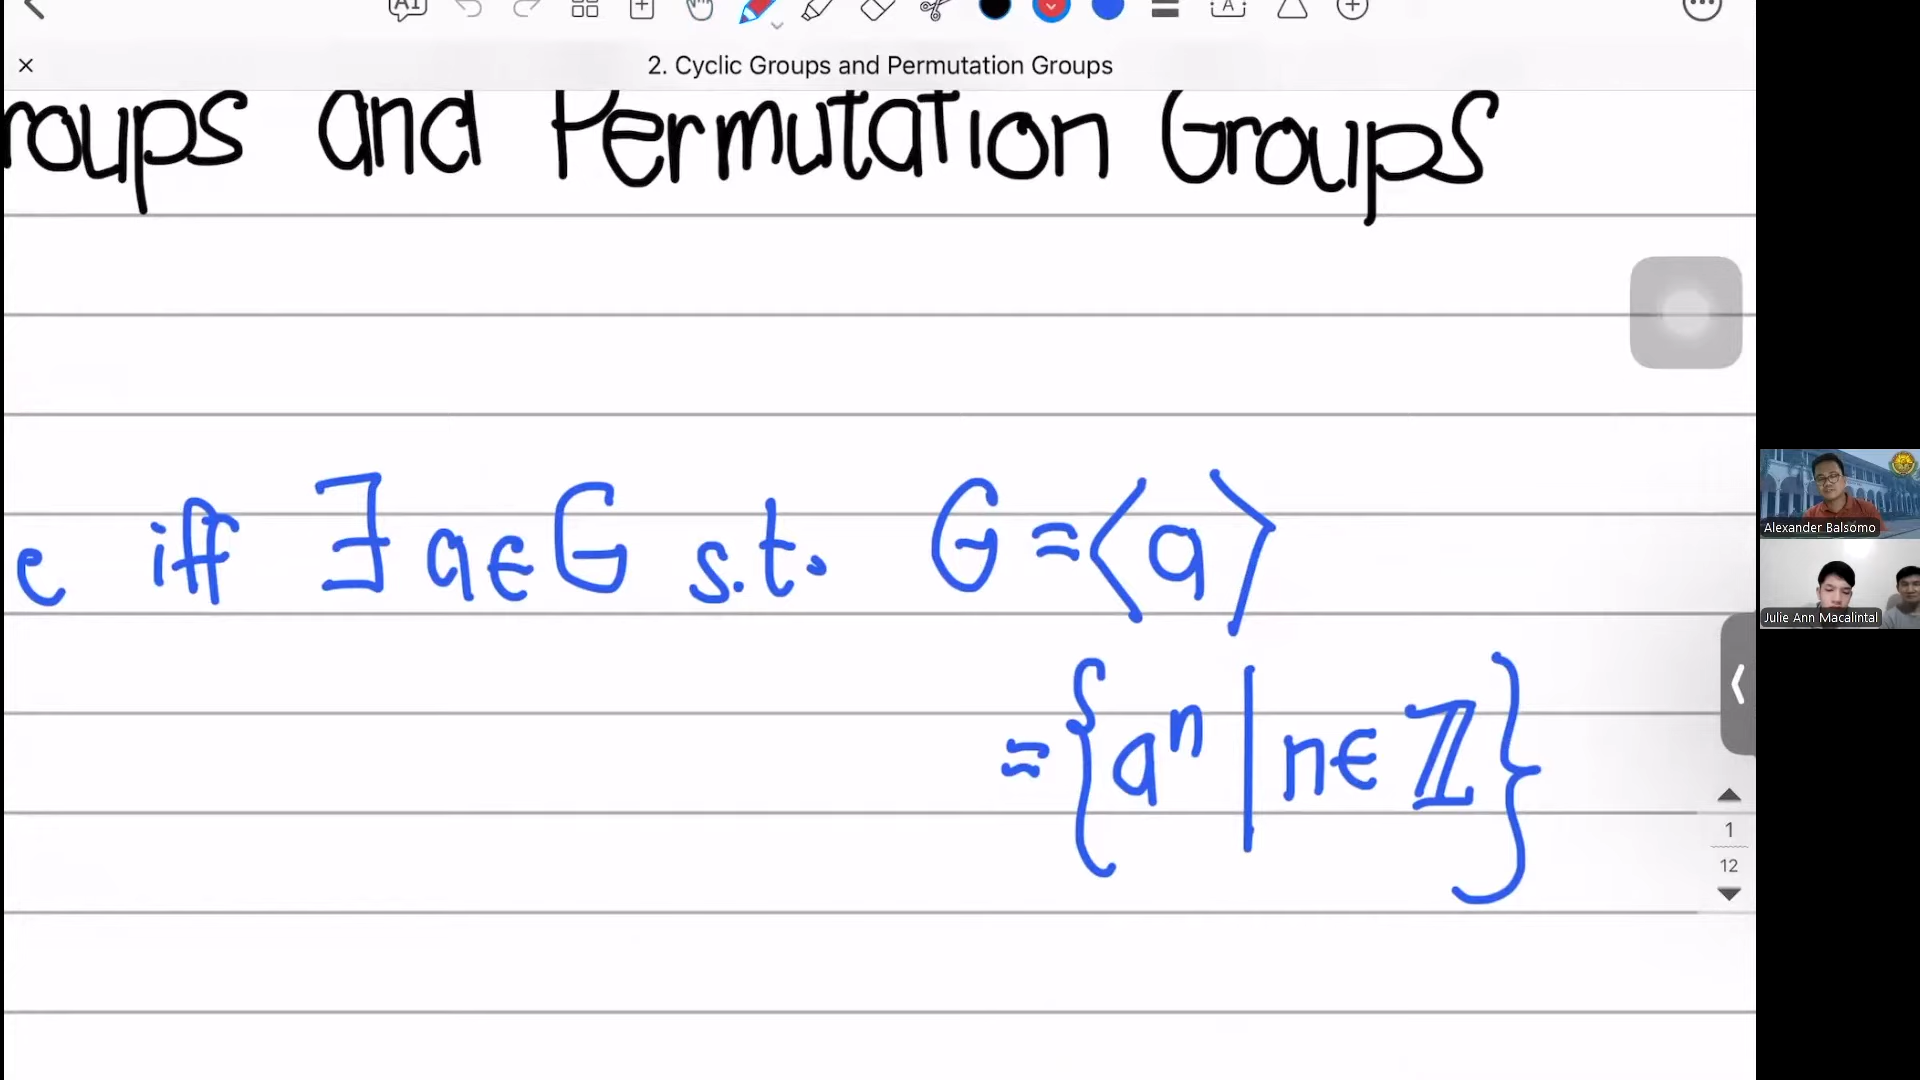 2. Cyclic Groups and Permutation Groups
roups and Permutation Groups
c iff ∃ a∈G s.t. G = ⟨a⟩
= {aⁿ | n∈ ℤ}
1
12
Alexander Balsomo
Julie Ann Macalintal